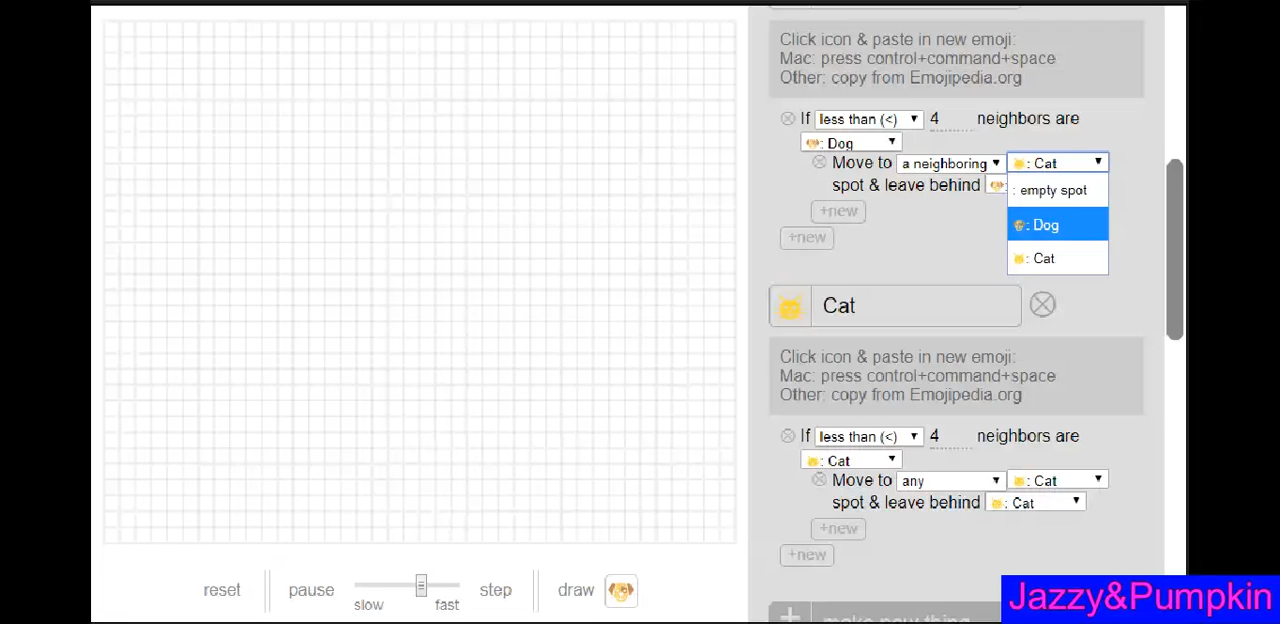 Click icon & paste in new emoji:
Mac: press control+command+space
Other: copy from Emojipedia.org
If less than (<) 4 neighbors are
: Dog
Move to a neighboring : Cat
spot & leave behind
: empty spot
+new
: Dog
+new
: Cat
Cat
Click icon & paste in new emoji:
Mac: press control+command+space
Other: copy from Emojipedia.org
If less than (<) 4 neighbors are
: Cat
Move to any : Cat
spot & leave behind : Cat
+new
+new
make new thing
reset pause slow fast step draw
Jazzy&Pumpkin